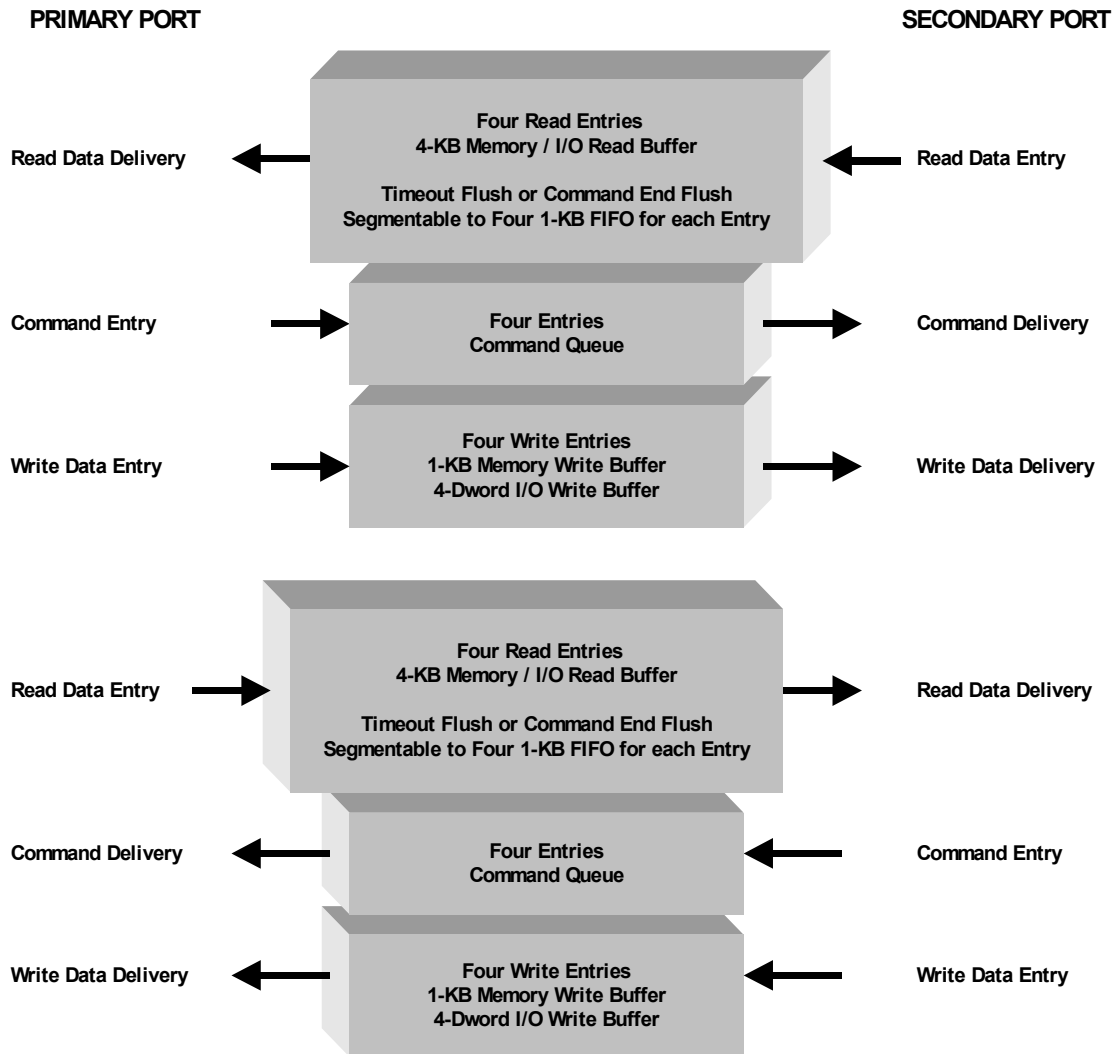 PRIMARY PORT
SECONDARY PORT
Four Read Entries
4-KB Memory / I/O Read Buffer
Read Data Delivery
Read Data Entry
Timeout Flush or Command End Flush
Segmentable to Four 1-KB FIFO for each Entry
Command Entry
Four Entries
Command Queue
Command Delivery
Write Data Entry
Four Write Entries
1-KB Memory Write Buffer
4-Dword I/O Write Buffer
Write Data Delivery
Four Read Entries
4-KB Memory / I/O Read Buffer
Read Data Entry
Read Data Delivery
Timeout Flush or Command End Flush
Segmentable to Four 1-KB FIFO for each Entry
Command Delivery
Four Entries
Command Queue
Command Entry
Write Data Delivery
Four Write Entries
1-KB Memory Write Buffer
4-Dword I/O Write Buffer
Write Data Entry